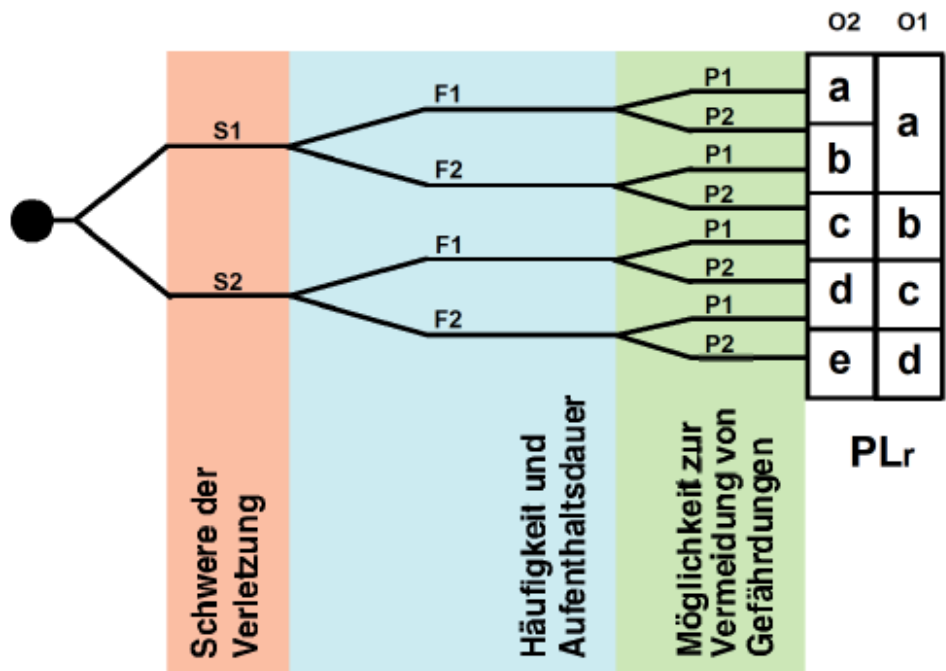 O2 O1
P1
a
F1
P2
a
S1
P1
b
F2
P2
P1
c
b
F1
P2
S2
d
c
P1
F2
P2
e
d
PLr
Schwere der
Verletzung
Häufigkeit und
Aufenthaltsdauer
Möglichkeit zur
Vermeidung von
Gefährdungen